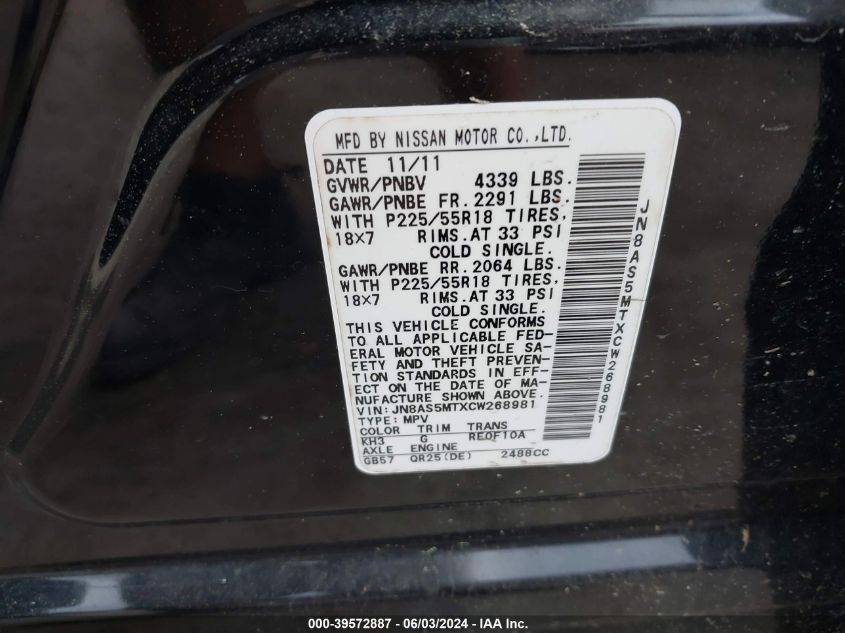 MFD BY NISSAN MOTOR CO.,LTD.
DATE 11/11
GVWR/PNBV 4339 LBS.
GAWR/PNBE FR. 2291 LBS.
WITH P225/55R18 TIRES,
18X7 RIMS. AT 33 PSI
COLD SINGLE.
GAWR/PNBE RR. 2064 LBS.
WITH P225/55R18 TIRES,
18X7 RIMS. AT 33 PSI
COLD SINGLE.
THIS VEHICLE CONFORMS
TO ALL APPLICABLE FED-
ERAL MOTOR VEHICLE SA-
FETY AND THEFT PREVEN-
TION STANDARDS IN EFF-
ECT ON THE DATE OF MA-
NUFACTURE SHOWN ABOVE.
VIN: JN8AS5MTXCW268981
TYPE: MPV
COLOR TRIM TRANS
KH3 G RE0F10A
AXLE ENGINE
GB57 QR25(DE) 2488CC
JN8AS5MTXCW268981
000-39572887 - 06/03/2024 - IAA Inc.